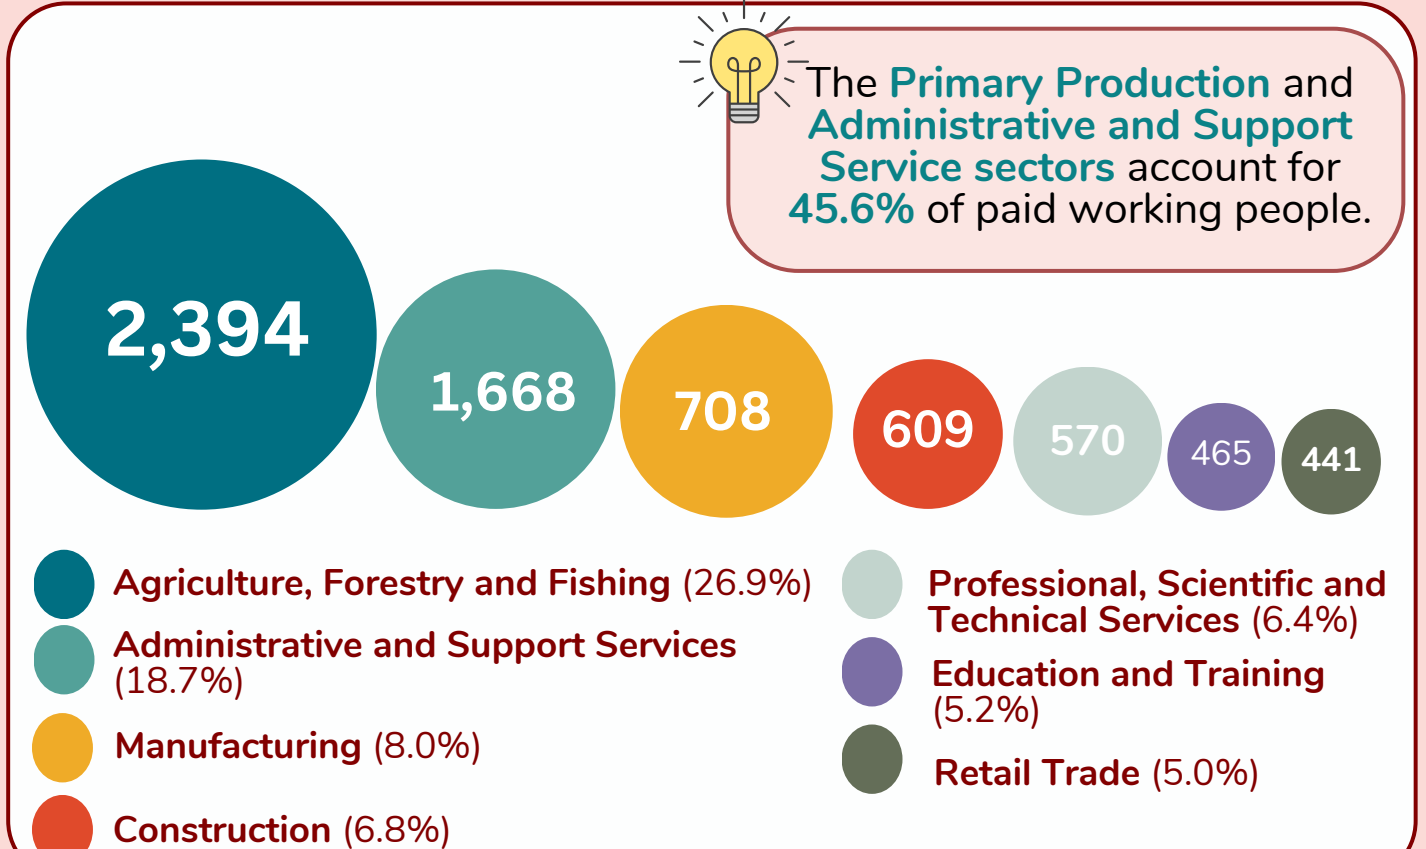 The Primary Production and
Administrative and Support
Service sectors account for
45.6% of paid working people.
2,394
1,668
708
609
570
465
441
Agriculture, Forestry and Fishing (26.9%)
Administrative and Support Services
(18.7%)
Manufacturing (8.0%)
Construction (6.8%)
Professional, Scientific and
Technical Services (6.4%)
Education and Training
(5.2%)
Retail Trade (5.0%)